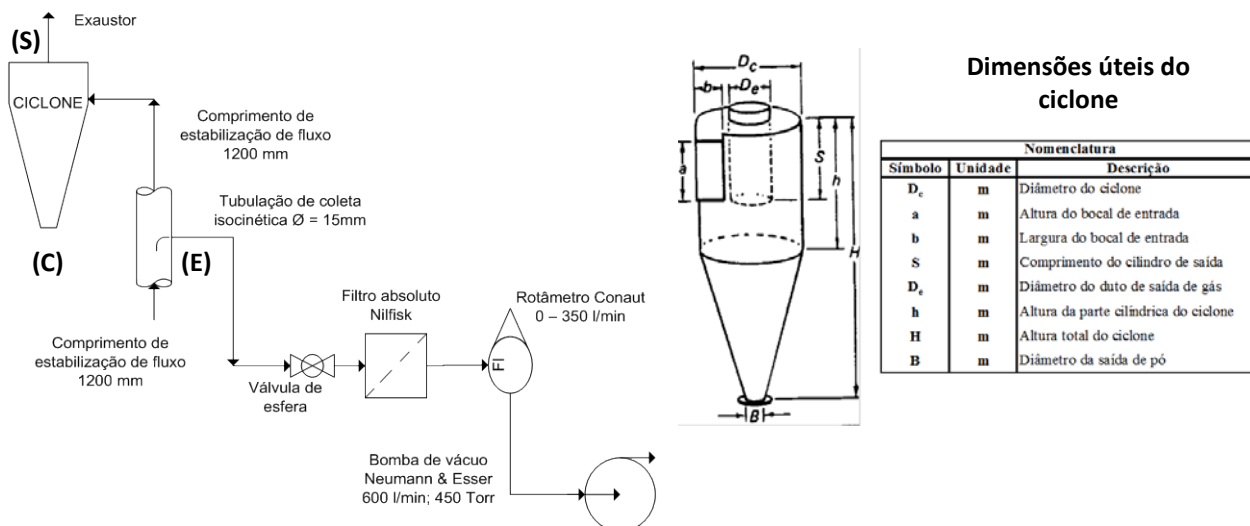 Exaustor
(S)
CICLONE
Comprimento de
estabilização de fluxo
1200 mm
Tubulação de coleta
isocinética Ø = 15mm
(C)
(E)
Comprimento de
estabilização de fluxo
1200 mm
Válvula de
esfera
Filtro absoluto
Nilfisk
Rotâmetro Conaut
0 – 350 l/min
FI
Bomba de vácuo
Neumann & Esser
600 l/min; 450 Torr
Dc
b
De
a
S
h
H
B
Dimensões úteis do
ciclone
Nomenclatura
Símbolo Unidade Descrição
Dc m Diâmetro do ciclone
a m Altura do bocal de entrada
b m Largura do bocal de entrada
S m Comprimento do cilindro de saída
De m Diâmetro do duto de saída de gás
h m Altura da parte cilíndrica do ciclone
H m Altura total do ciclone
B m Diâmetro da saída de pó